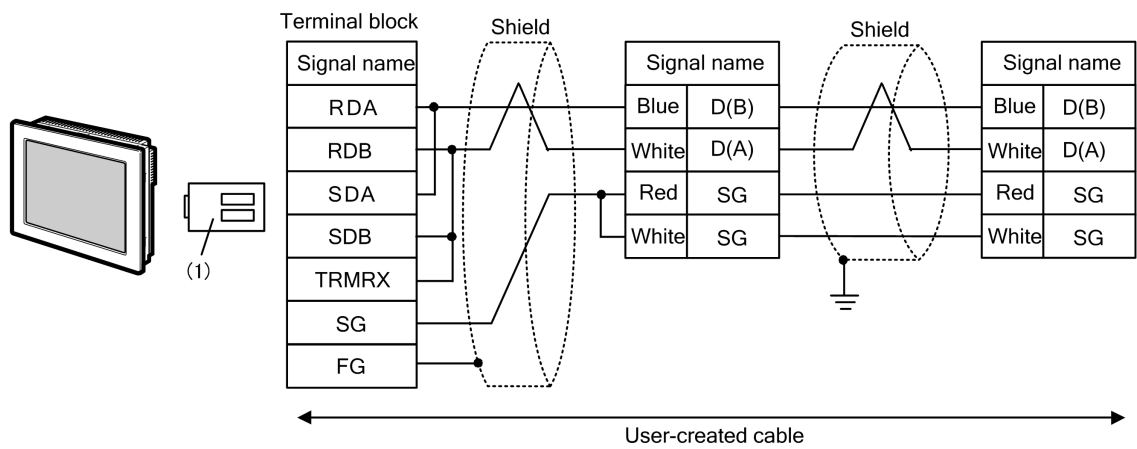 Terminal block
Shield
Shield
Signal name
Signal name
Signal name
RDA
Blue D(B)
Blue D(B)
RDB
White D(A)
White D(A)
SDA
Red SG
Red SG
SDB
White SG
White SG
(1)
TRMRX
SG
FG
User-created cable